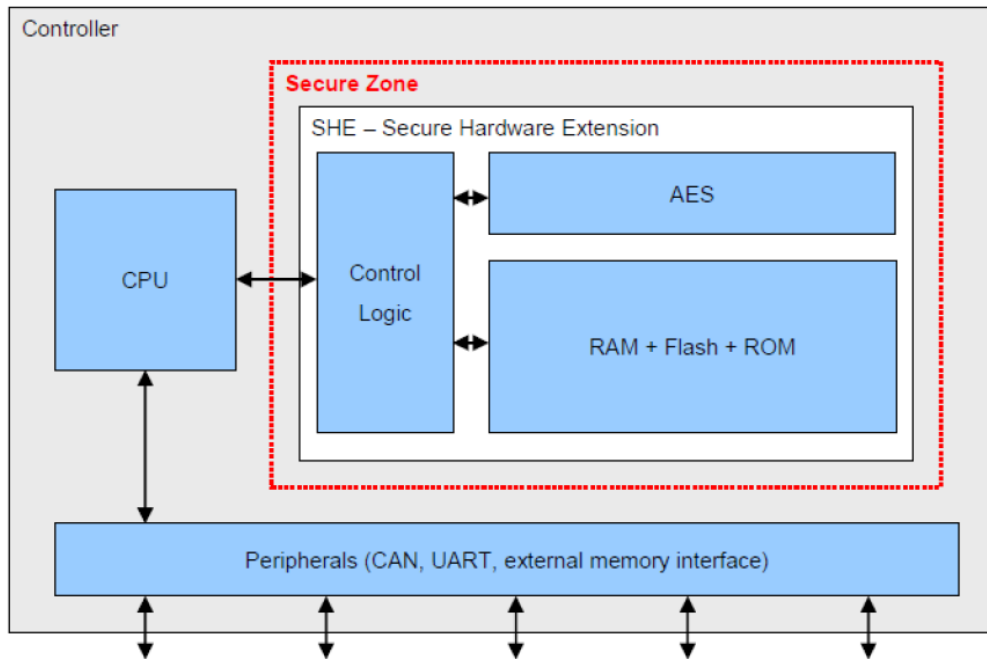 Controller
Secure Zone
SHE – Secure Hardware Extension
AES
CPU
Control
Logic
RAM + Flash + ROM
Peripherals (CAN, UART, external memory interface)